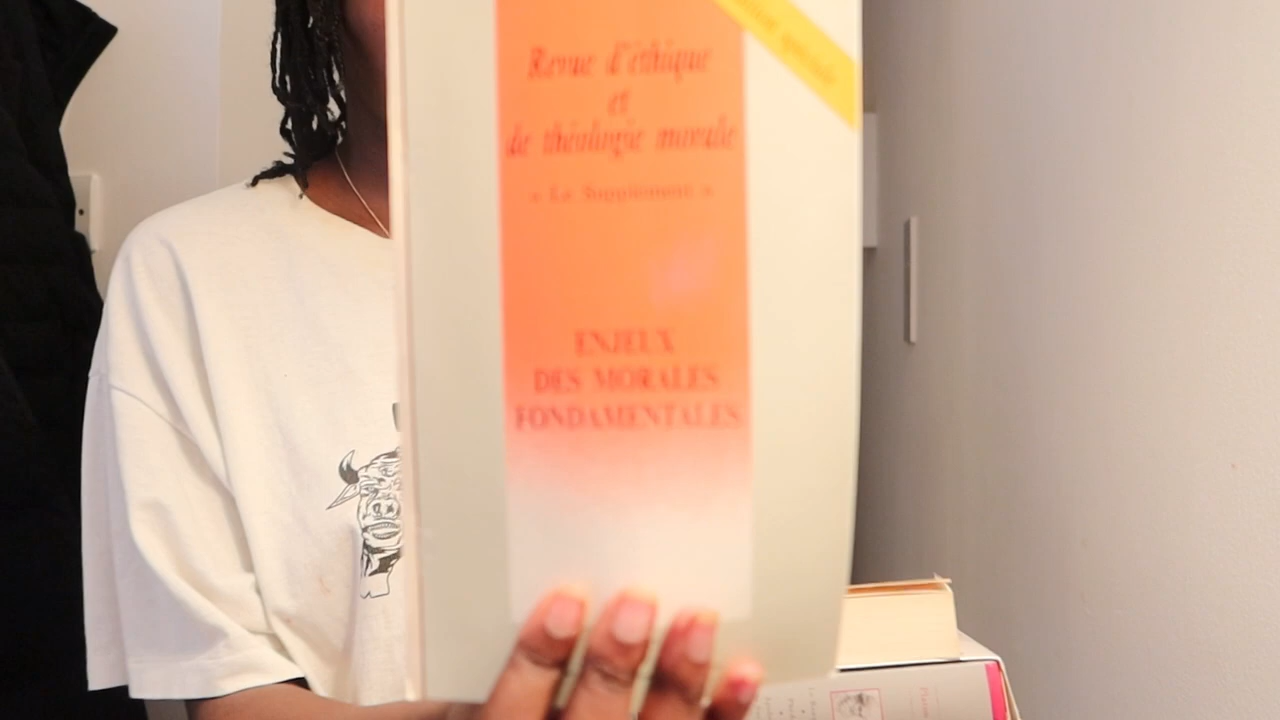 Revue d'éthique
et
de théologie morale
« Le Supplément »
ENJEUX
DES MORALES
FONDAMENTALES